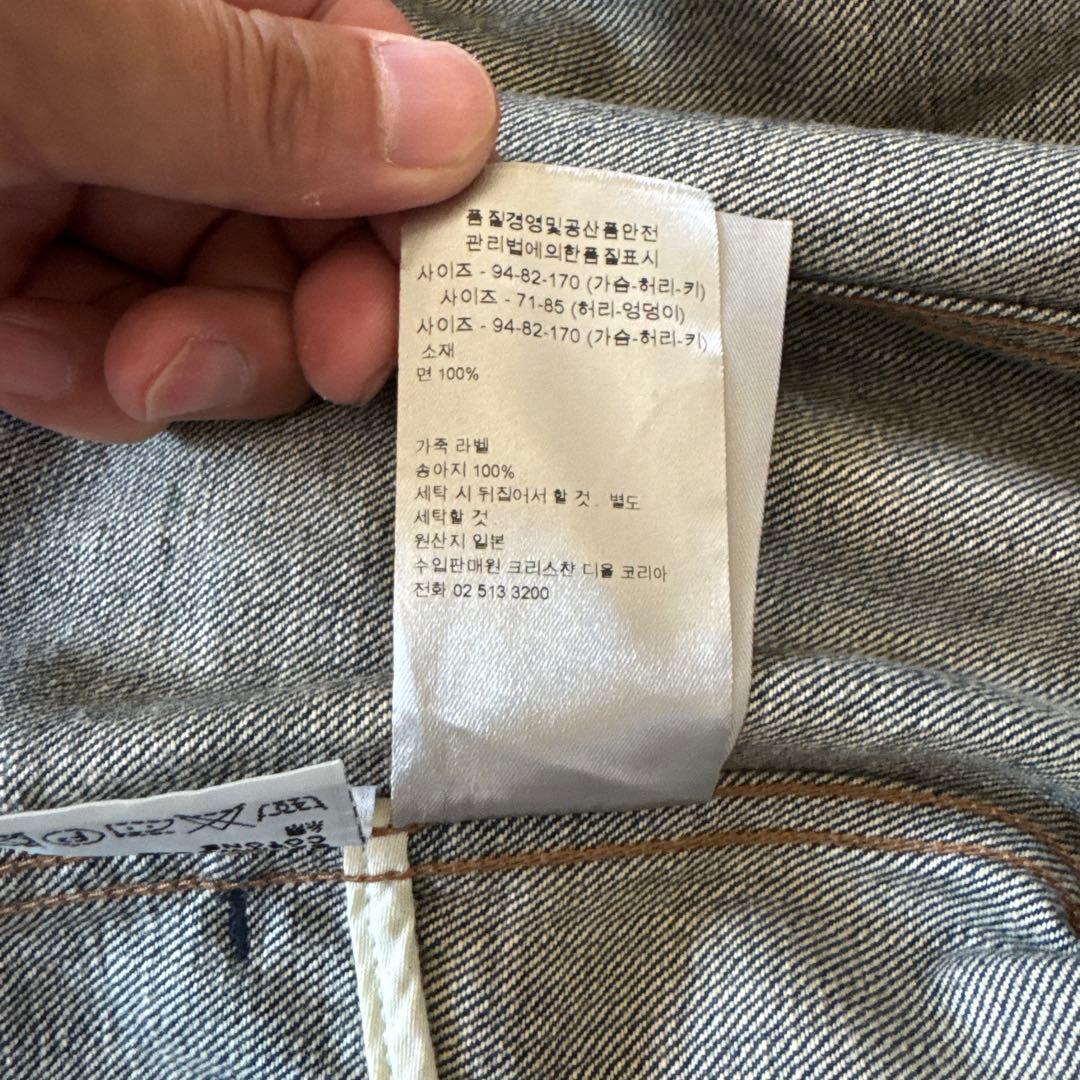 품질경영및공산품안전
관리법에의한품질표시
사이즈 - 94-82-170 (가슴-허리-키)
사이즈 - 71-85 (허리-엉덩이)
사이즈 - 94-82-170 (가슴-허리-키)
소재
면 100%
가죽 라벨
송아지 100%
세탁 시 뒤집어서 할 것 . 별도
세탁할 것 .
원산지 일본
수입판매원 크리스챤 디올 코리아
전화 02 513 3200